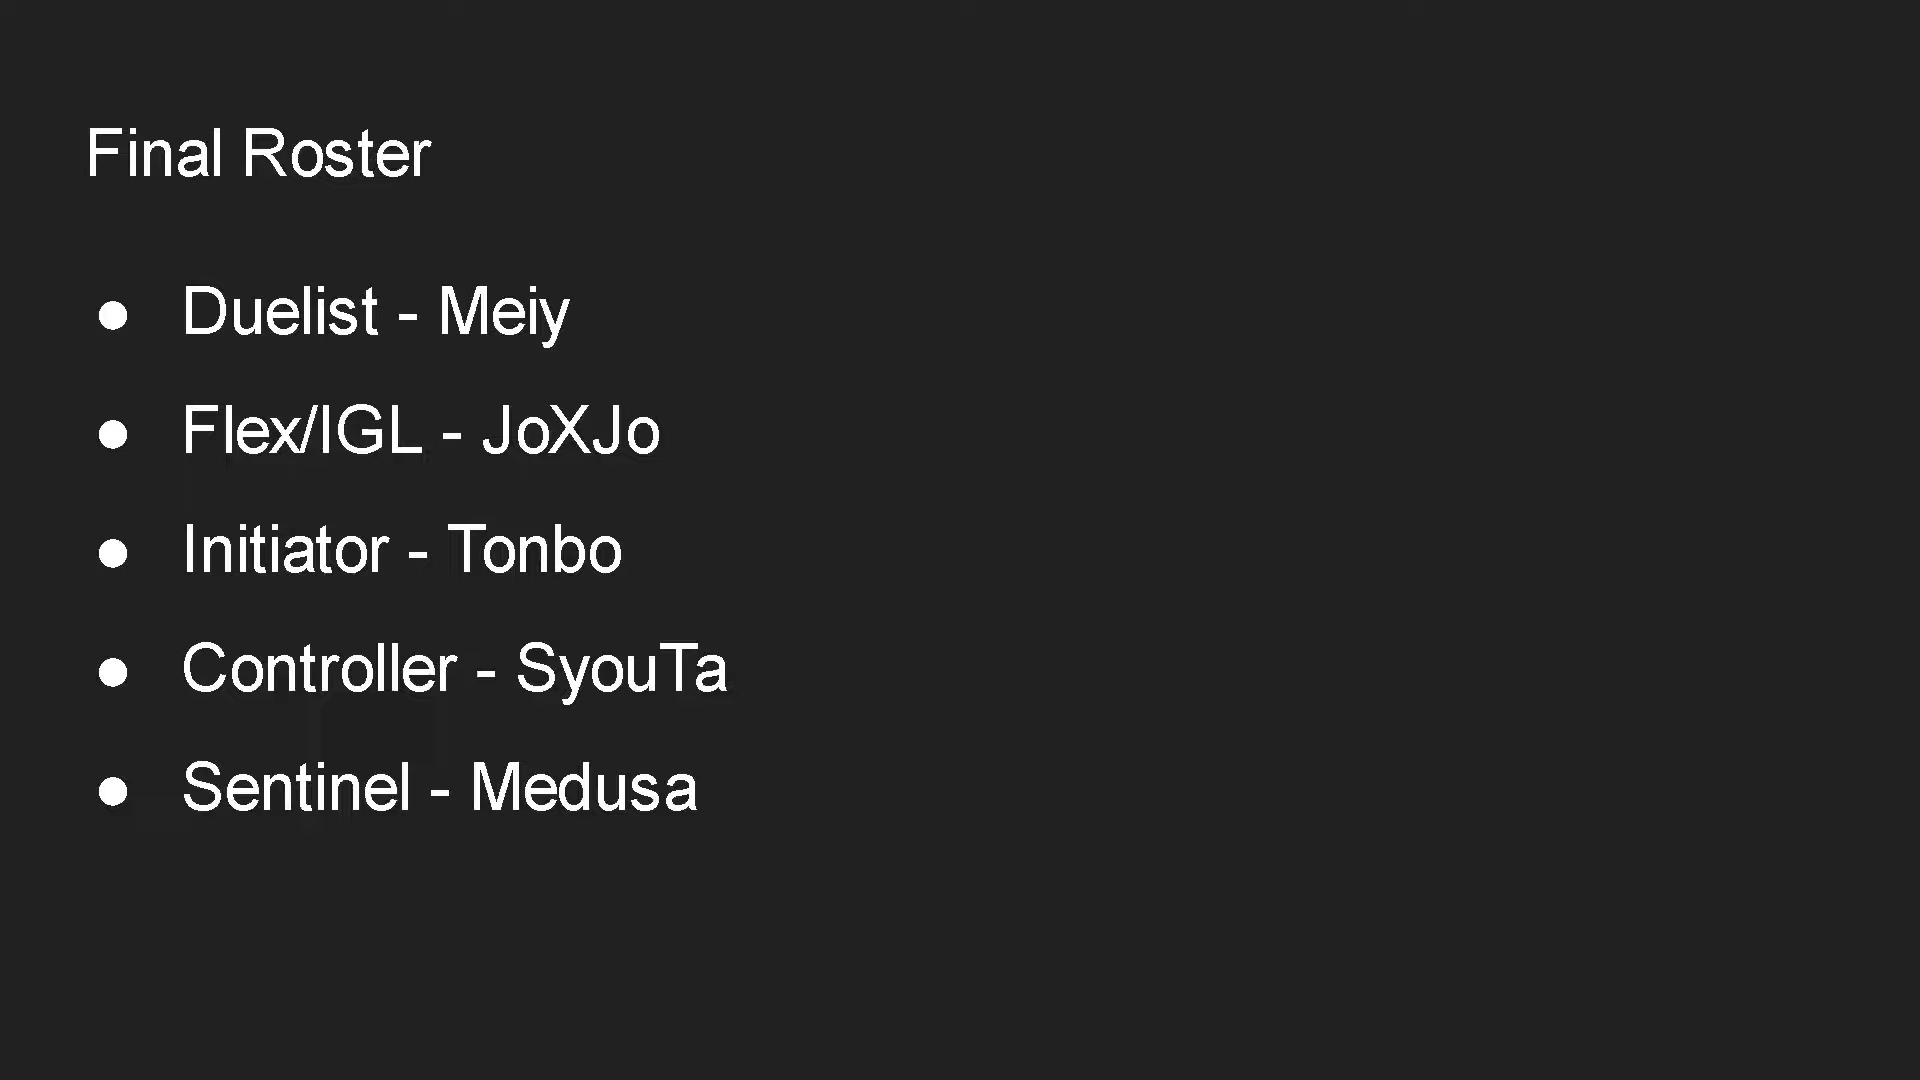 Final Roster
● Duelist - Meiy
● Flex/IGL - JoXJo
● Initiator - Tonbo
● Controller - SyouTa
● Sentinel - Medusa